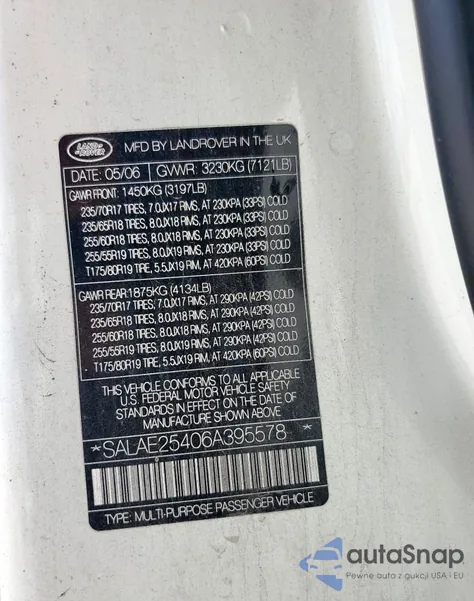 LAND
ROVER
MFD BY LANDROVER IN THE UK
DATE: 05/06 GVWR: 3230KG (7121LB)
GAWR FRONT: 1450KG (3197LB)
235/70R17 TIRES, 7.0JX17 RIMS, AT 230KPA (33PSI) COLD
235/65R18 TIRES, 8.0JX18 RIMS, AT 230KPA (33PSI) COLD
255/60R18 TIRES, 8.0JX18 RIMS, AT 230KPA (33PSI) COLD
255/55R19 TIRES, 8.0JX19 RIMS, AT 230KPA (33PSI) COLD
T175/80R19 TIRE, 5.5JX19 RIM, AT 420KPA (60PSI) COLD
GAWR REAR: 1875KG (4134LB)
235/70R17 TIRES, 7.0JX17 RIMS, AT 290KPA (42PSI) COLD
235/65R18 TIRES, 8.0JX18 RIMS, AT 290KPA (42PSI) COLD
255/60R18 TIRES, 8.0JX18 RIMS, AT 290KPA (42PSI) COLD
255/55R19 TIRES, 8.0JX19 RIMS, AT 290KPA (42PSI) COLD
T175/80R19 TIRE, 5.5JX19 RIM, AT 420KPA (60PSI) COLD
THIS VEHICLE CONFORMS TO ALL APPLICABLE
U.S. FEDERAL MOTOR VEHICLE SAFETY
STANDARDS IN EFFECT ON THE DATE OF
MANUFACTURE SHOWN ABOVE.
*SALAE25406A395578 *
TYPE: MULTI-PURPOSE PASSENGER VEHICLE
autoSnap
Pewne auta z aukcji USA - EU